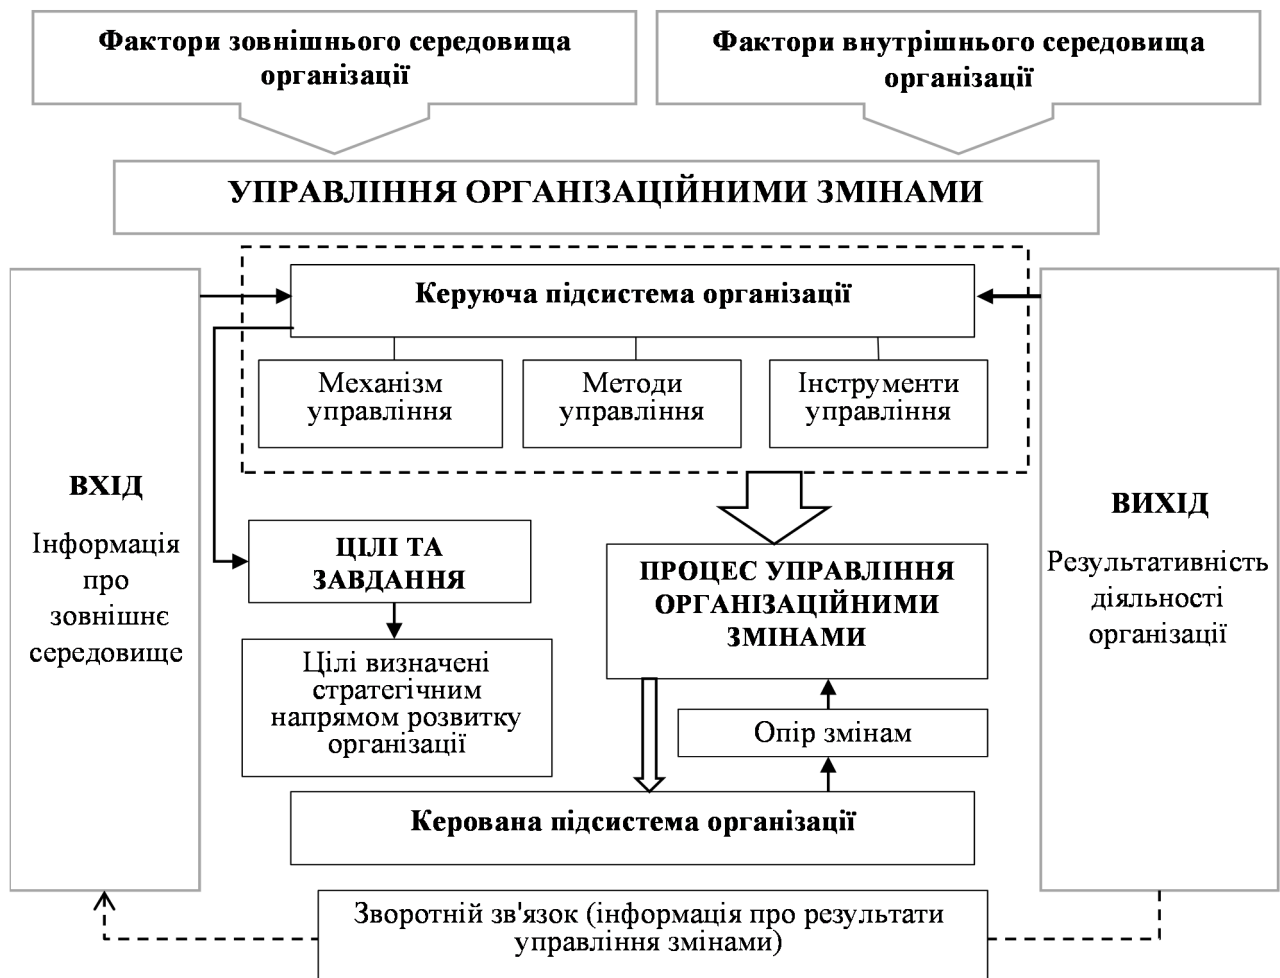 Фактори зовнішнього середовища
організації
Фактори внутрішнього середовища
організації
УПРАВЛІННЯ ОРГАНІЗАЦІЙНИМИ ЗМІНАМИ
Керуюча підсистема організації
Механізм
управління
Методи
управління
Інструменти
управління
ВХІД
Інформація
про
зовнішнє
середовище
ЦІЛІ ТА
ЗАВДАННЯ
Цілі визначені
стратегічним
напрямом розвитку
організації
ПРОЦЕС УПРАВЛІННЯ
ОРГАНІЗАЦІЙНИМИ
ЗМІНАМИ
Опір змінам
Керована підсистема організації
ВИХІД
Результативність
діяльності
організації
Зворотній зв'язок (інформація про результати
управління змінами)